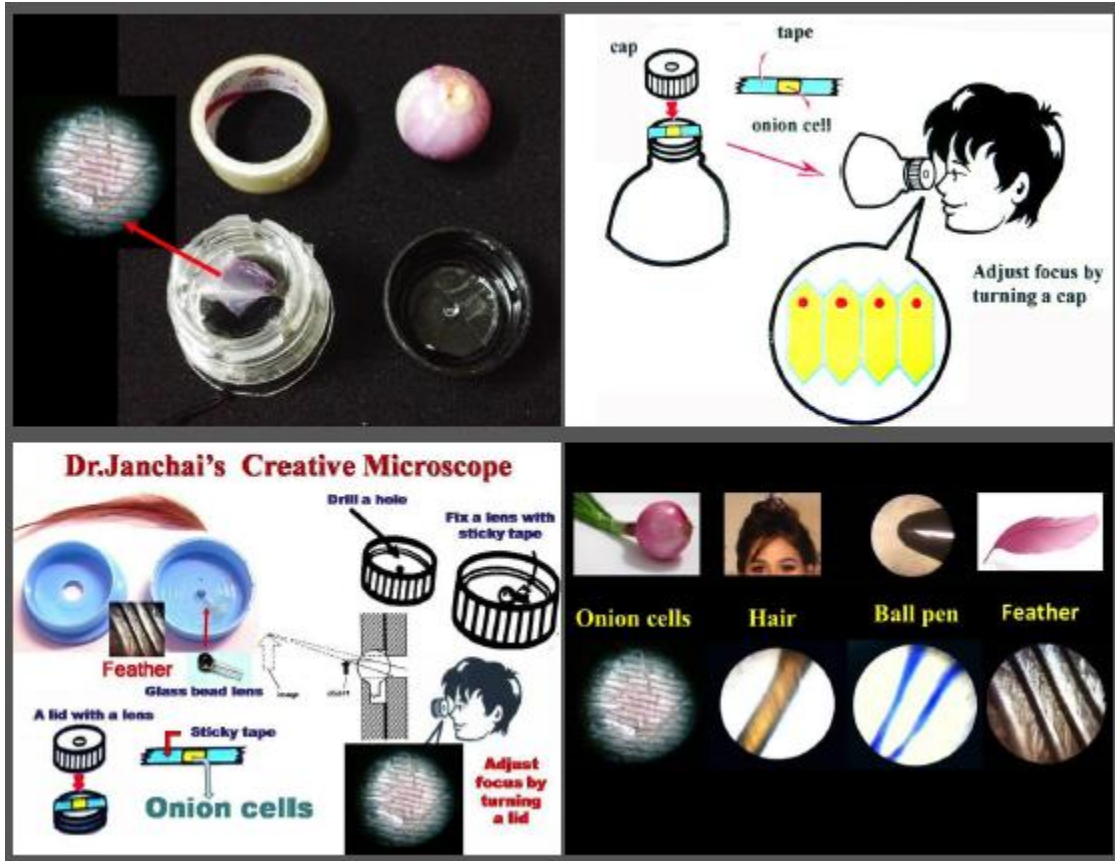 cap
tape
onion cell
Adjust focus by
turning a cap
Dr.Janchai's Creative Microscope
Drill a hole
Fix a lens with
sticky tape
Feather
Glass bead lens
image
object
A lid with a lens
Sticky tape
Onion cells
Adjust
focus by
turning
a lid
Onion cells
Hair
Ball pen
Feather